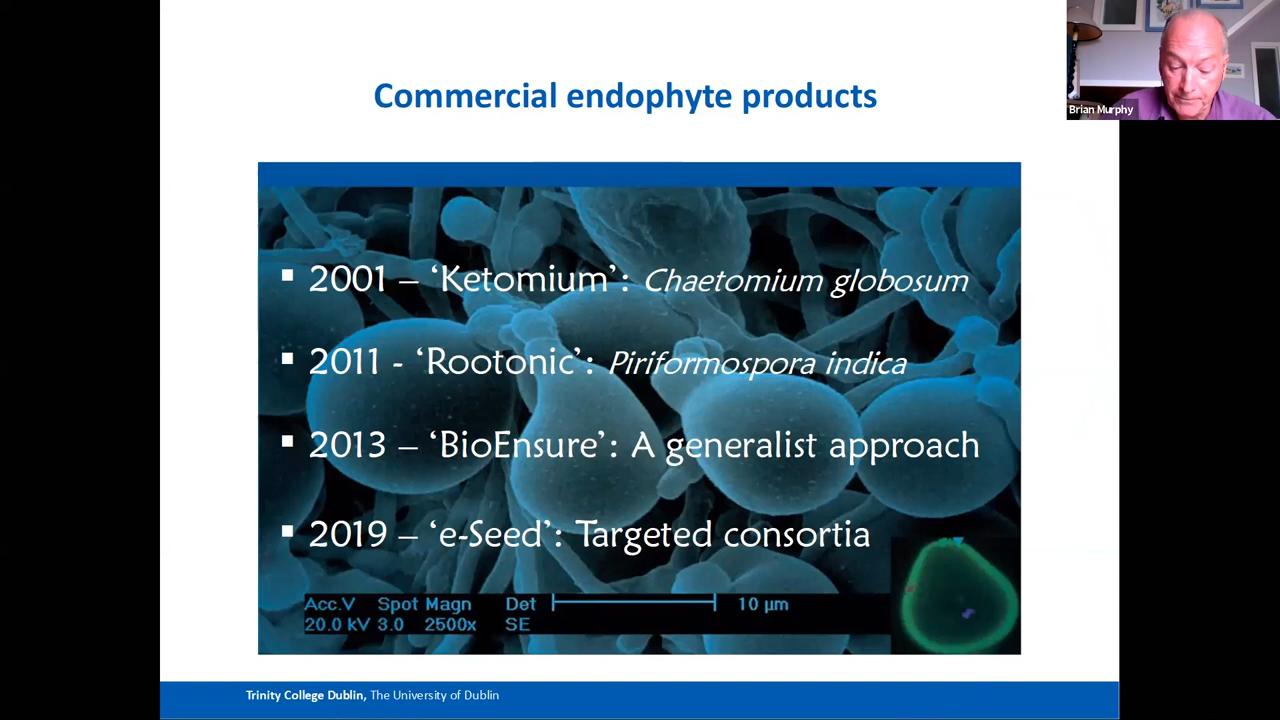 Commercial endophyte products
Brian Murphy
▪ 2001 – ‘Ketomium’: Chaetomium globosum
▪ 2011 - ‘Rootonic’: Piriformospora indica
▪ 2013 – ‘BioEnsure’: A generalist approach
▪ 2019 – ‘e-Seed’: Targeted consortia
Acc.V Spot Magn Det 10 µm
20.0 kV 3.0 2500x SE
Trinity College Dublin, The University of Dublin